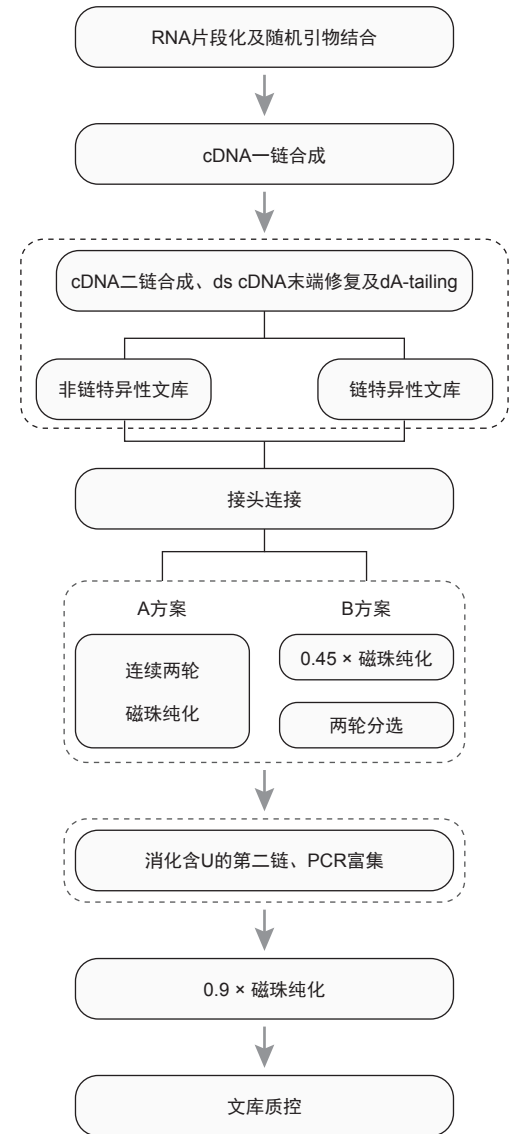 RNA片段化及随机引物结合
cDNA一链合成
cDNA二链合成、ds cDNA末端修复及dA-tailing
非链特异性文库
链特异性文库
接头连接
A方案
B方案
连续两轮
磁珠纯化
0.45 × 磁珠纯化
两轮分选
消化含U的第二链、PCR富集
0.9 × 磁珠纯化
文库质控